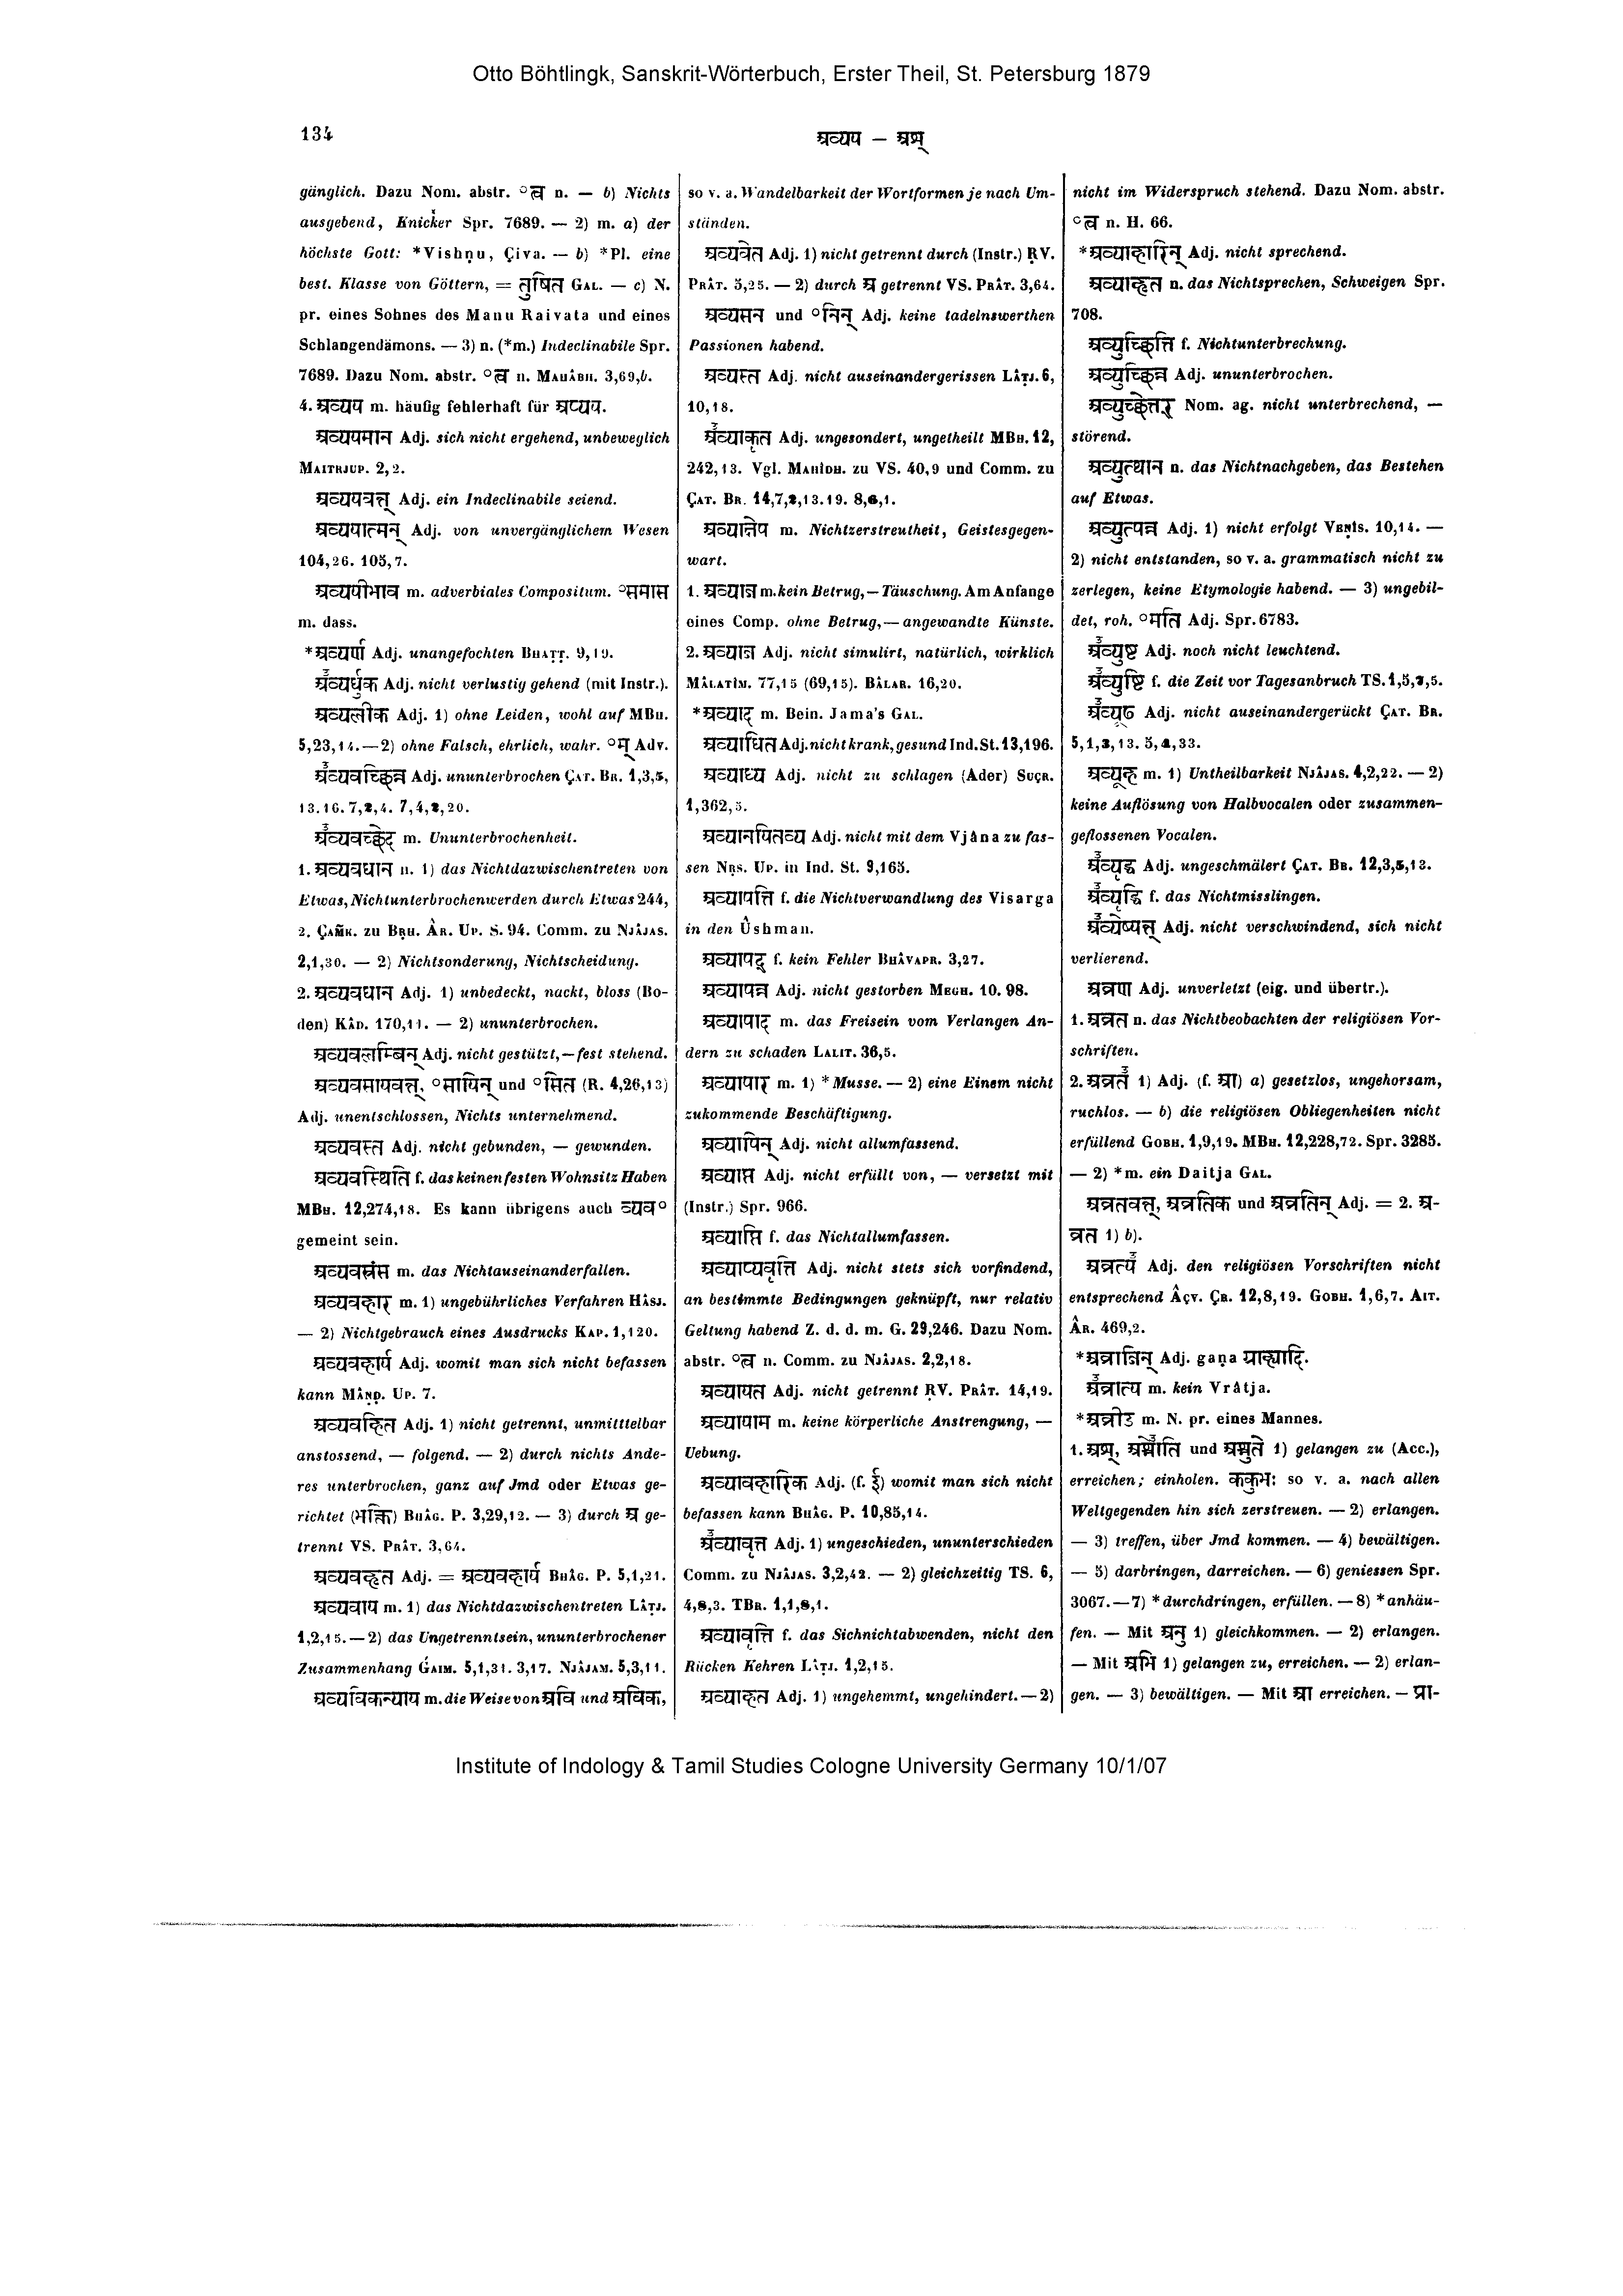 Otto Böhtlingk, Sanskrit-Wörterbuch, Erster Theil, St. Petersburg 1879
134
अव्यय — अश्
gänglich. Dazu Nom. abstr. °त्व n. — b) Nichts
ausgebend, Knicker Spr. 7689. — 2) m. a) der
höchste Gott: *Vishṇu, Çiva. — b) *Pl. eine
best. Klasse von Göttern, = तुषित GAL. — c) N.
pr. eines Sohnes des Manu Raivata und eines
Schlangendämons. — 3) n. (*m.) Indeclinabile Spr.
7689. Dazu Nom. abstr. °त्व n. MAHÂBH. 3,69,b.
4. अव्यय m. häufig fehlerhaft für अप्यय.
अव्ययमान Adj. sich nicht ergehend, unbeweglich
MAITRJUP. 2,2.
अव्ययवत् Adj. ein Indeclinabile seiend.
अव्ययात्मन् Adj. von unvergänglichem Wesen
104,26. 105,7.
अव्ययीभाव m. adverbiales Compositum. °समास
m. dass.
*अव्यर्ण Adj. unangefochten BHAṬṬ. 9,19.
अँव्यर्धुक Adj. nicht verlustig gehend (mit Instr.).
अव्यलीक Adj. 1) ohne Leiden, wohl auf MBH.
5,23,14. — 2) ohne Falsch, ehrlich, wahr. °म् Adv.
अँव्यवच्छिन्न Adj. ununterbrochen ÇAT. BR. 1,3,5,
13.16. 7,2,4. 7,4,2,20.
अँव्यवच्छेद m. Ununterbrochenheit.
1. अव्यवधान n. 1) das Nichtdazwischentreten von
Etwas, Nichtunterbrochenwerden durch Etwas 244,
2. ÇAM̃K. zu BṚH. ÂR. UP. S. 94. Comm. zu NJÂJAS.
2,1,30. — 2) Nichtsonderung, Nichtscheidung.
2. अव्यवधान Adj. 1) unbedeckt, nackt, bloss (Bo-
den) KÂD. 170,11. — 2) ununterbrochen.
अव्यवलम्बिन् Adj. nicht gestützt, — fest stehend.
अव्यवसायवत्, °सायिन् und °सित (R. 4,26,13)
Adj. unentschlossen, Nichts unternehmend.
अव्यवस्त Adj. nicht gebunden, — gewunden.
अव्यवस्थिति f. das keinen festen Wohnsitz Haben
MBH. 12,274,18. Es kann übrigens auch व्यव°
gemeint sein.
अव्यवस्रंस m. das Nichtauseinanderfallen.
अव्यवहार m. 1) ungebührliches Verfahren HÂSJ.
— 2) Nichtgebrauch eines Ausdrucks KAP. 1,120.
अव्यवहार्य Adj. womit man sich nicht befassen
kann MÂṆḌ. UP. 7.
अव्यवहित Adj. 1) nicht getrennt, unmittelbar
anstossend, — folgend. — 2) durch nichts Ande-
res unterbrochen, ganz auf Jmd oder Etwas ge-
richtet (भक्ति) BHÂG. P. 3,29,12. — 3) durch अ ge-
trennt VS. PRÂT. 3,64.
अव्यवहृत Adj. = अव्यवहार्य BHÂG. P. 5,1,21.
अव्यवाय m. 1) das Nichtdazwischentreten LÂṬJ.
1,2,15. — 2) das Ungetrenntsein, ununterbrochener
Zusammenhang ǴAIM. 5,1,31. 3,17. NJÂJAM. 5,3,11.
अव्यविकन्याय m. die Weise von अवि und अविक,
so v. a. Wandelbarkeit der Wortformen je nach Um-
ständen.
अव्यवेत Adj. 1) nicht getrennt durch (Instr.) ṚV.
PRÂT. 5,25. — 2) durch अ getrennt VS. PRÂT. 3,64.
अव्यसन und °निन् Adj. keine tadelnswerthen
Passionen habend.
अव्यस्त Adj. nicht auseinandergerissen LÂṬJ. 6,
10,18.
अँव्याकृत Adj. ungesondert, ungetheilt MBH. 12,
242,13. Vgl. MAHÎDH. zu VS. 40,9 und Comm. zu
ÇAT. BR. 14,7,2,13.19. 8,6,1.
अव्याक्षेप m. Nichtzerstreutheit, Geistesgegen-
wart.
1. अव्याज m. kein Betrug, — Täuschung. Am Anfange
eines Comp. ohne Betrug, — angewandte Künste.
2. अव्याज Adj. nicht simulirt, natürlich, wirklich
MÂLATÎM. 77,15 (69,15). BÂLAR. 16,20.
*अव्याद m. Bein. Jama's GAL.
अव्याधित Adj. nicht krank, gesund Ind. St. 13,196.
अव्याध्य Adj. nicht zu schlagen (Ader) SUÇR.
1,362,5.
अव्यानयितव्य Adj. nicht mit dem Vjâna zu fas-
sen NṚS. UP. in Ind. St. 9,163.
अव्यापत्ति f. die Nichtverwandlung des Visarga
in den Ûshman.
अव्यापद् f. kein Fehler BHÂVAPR. 3,27.
अव्यापन्न Adj. nicht gestorben MEGH. 10. 98.
अव्यापाद m. das Freisein vom Verlangen An-
dern zu schaden LALIT. 36,5.
अव्यापार m. 1) *Musse. — 2) eine Einem nicht
zukommende Beschäftigung.
अव्यापिन् Adj. nicht allumfassend.
अव्याप्त Adj. nicht erfüllt von, — versetzt mit
(Instr.) Spr. 966.
अव्याप्ति f. das Nichtallumfassen.
अव्याप्यवृत्ति Adj. nicht stets sich vorfindend,
an bestimmte Bedingungen geknüpft, nur relativ
Geltung habend Z. d. d. m. G. 29,246. Dazu Nom.
abstr. °त्व n. Comm. zu NJÂJAS. 2,2,18.
अव्यायत Adj. nicht getrennt ṚV. PRÂT. 14,19.
अव्यायाम m. keine körperliche Anstrengung, —
Uebung.
अव्यावहारिक Adj. (f. ई) womit man sich nicht
befassen kann BHÂG. P. 10,85,14.
अँव्यावृत्त Adj. 1) ungeschieden, ununterschieden
Comm. zu NJÂJAS. 3,2,42. — 2) gleichzeitig TS. 6,
4,8,3. TBR. 1,1,8,1.
अव्यावृत्ति f. das Sichnichtabwenden, nicht den
Rücken Kehren LÂṬJ. 1,2,15.
अव्याहत Adj. 1) ungehemmt, ungehindert. — 2)
nicht im Widerspruch stehend. Dazu Nom. abstr.
°त्व n. H. 66.
*अव्याहारिन् Adj. nicht sprechend.
अव्याहृत n. das Nichtsprechen, Schweigen Spr.
708.
अव्युच्छित्ति f. Nichtunterbrechung.
अव्युच्छिन्न Adj. ununterbrochen.
अव्युच्छेत्तर् Nom. ag. nicht unterbrechend, —
störend.
अव्युत्थान n. das Nichtnachgeben, das Bestehen
auf Etwas.
अव्युत्पन्न Adj. 1) nicht erfolgt VEṆÎS. 10,14. —
2) nicht entstanden, so v. a. grammatisch nicht zu
zerlegen, keine Etymologie habend. — 3) ungebil-
det, roh. °मति Adj. Spr. 6783.
अँव्युष्ट Adj. noch nicht leuchtend.
अँव्युष्टि f. die Zeit vor Tagesanbruch TS. 1,5,7,5.
अँव्यूढ Adj. nicht auseinandergerückt ÇAT. BR.
5,1,3,13. 5,4,33.
अव्यूह m. 1) Untheilbarkeit NJÂJAS. 4,2,22. — 2)
keine Auflösung von Halbvocalen oder zusammen-
geflossenen Vocalen.
अँव्यृद्ध Adj. ungeschmälert ÇAT. BR. 12,3,5,13.
अँव्यृद्धि f. das Nichtmisslingen.
अँव्येष्यत् Adj. nicht verschwindend, sich nicht
verlierend.
अव्रण Adj. unverletzt (eig. und übertr.).
1. अव्रत n. das Nichtbeobachten der religiösen Vor-
schriften.
2. अव्रतँ 1) Adj. (f. आ) a) gesetzlos, ungehorsam,
ruchlos. — b) die religiösen Obliegenheiten nicht
erfüllend GOBH. 1,9,19. MBH. 12,228,72. Spr. 3285.
— 2) *m. ein Daitja GAL.
अव्रतवत्, अव्रतिक und अव्रतिन् Adj. = 2. अ-
व्रत 1) b).
अव्रत्यँ Adj. den religiösen Vorschriften nicht
entsprechend ÂÇV. ÇR. 12,8,19. GOBH. 1,6,7. AIT.
ÂR. 469,2.
*अव्राजिन् Adj. gaṇa ग्राह्यादि.
अँव्रात्य m. kein Vrâtja.
*अव्रीड m. N. pr. eines Mannes.
1. अश्, अश्नोँति und अश्नुते 1) gelangen zu (Acc.),
erreichen; einholen. ककुभः so v. a. nach allen
Weltgegenden hin sich zerstreuen. — 2) erlangen.
— 3) treffen, über Jmd kommen. — 4) bewältigen.
— 5) darbringen, darreichen. — 6) geniessen Spr.
3067. — 7) *durchdringen, erfüllen. — 8) *anhäu-
fen. — Mit अनु 1) gleichkommen. — 2) erlangen.
— Mit अभि 1) gelangen zu, erreichen. — 2) erlan-
gen. — 3) bewältigen. — Mit आ erreichen. — प्रा-
Institute of Indology & Tamil Studies Cologne University Germany 10/1/07